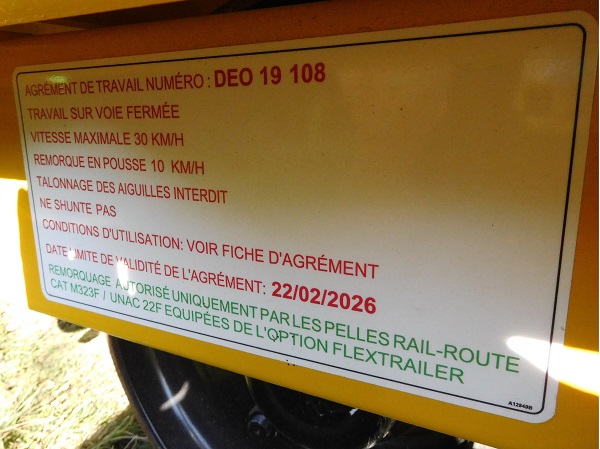 AGRÉMENT DE TRAVAIL NUMÉRO : DEO 19 108
TRAVAIL SUR VOIE FERMÉE
VITESSE MAXIMALE 30 KM/H
REMORQUE EN POUSSE 10 KM/H
TALONNAGE DES AIGUILLES INTERDIT
NE SHUNTE PAS
CONDITIONS D'UTILISATION: VOIR FICHE D'AGRÉMENT
DATE LIMITE DE VALIDITÉ DE L'AGRÉMENT: 22/02/2026
REMORQUAGE AUTORISÉ UNIQUEMENT PAR LES PELLES RAIL-ROUTE
CAT M323F / UNAC 22F EQUIPÉES DE L'OPTION FLEXTRAILER
A12949B